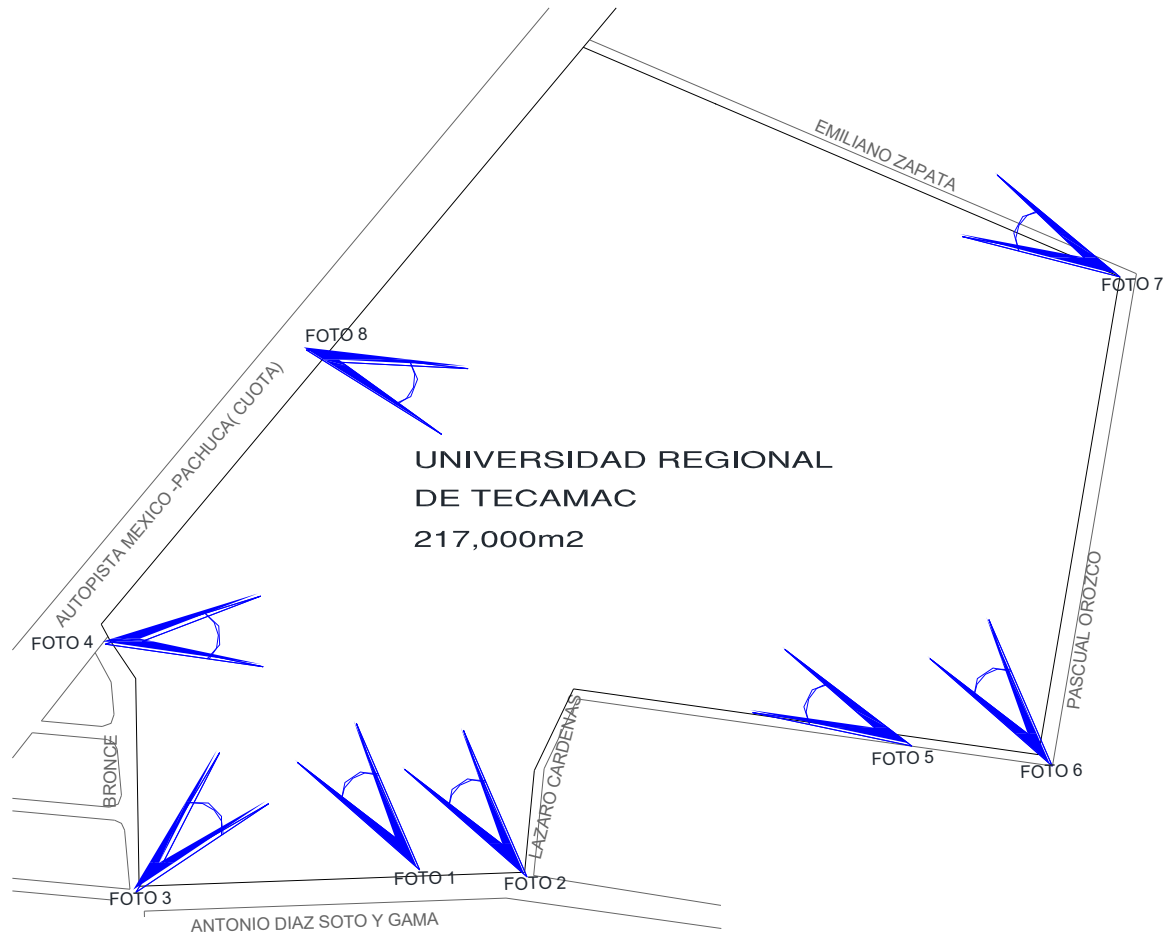 EMILIANO ZAPATA
FOTO 7
FOTO 8
AUTOPISTA MEXICO -PACHUCA( CUOTA)
UNIVERSIDAD REGIONAL
DE TECAMAC
217,000m2
PASCUAL OROZCO
FOTO 4
LAZARO CARDENAS
BRONCE
FOTO 5
FOTO 6
FOTO 1
FOTO 2
FOTO 3
ANTONIO DIAZ SOTO Y GAMA